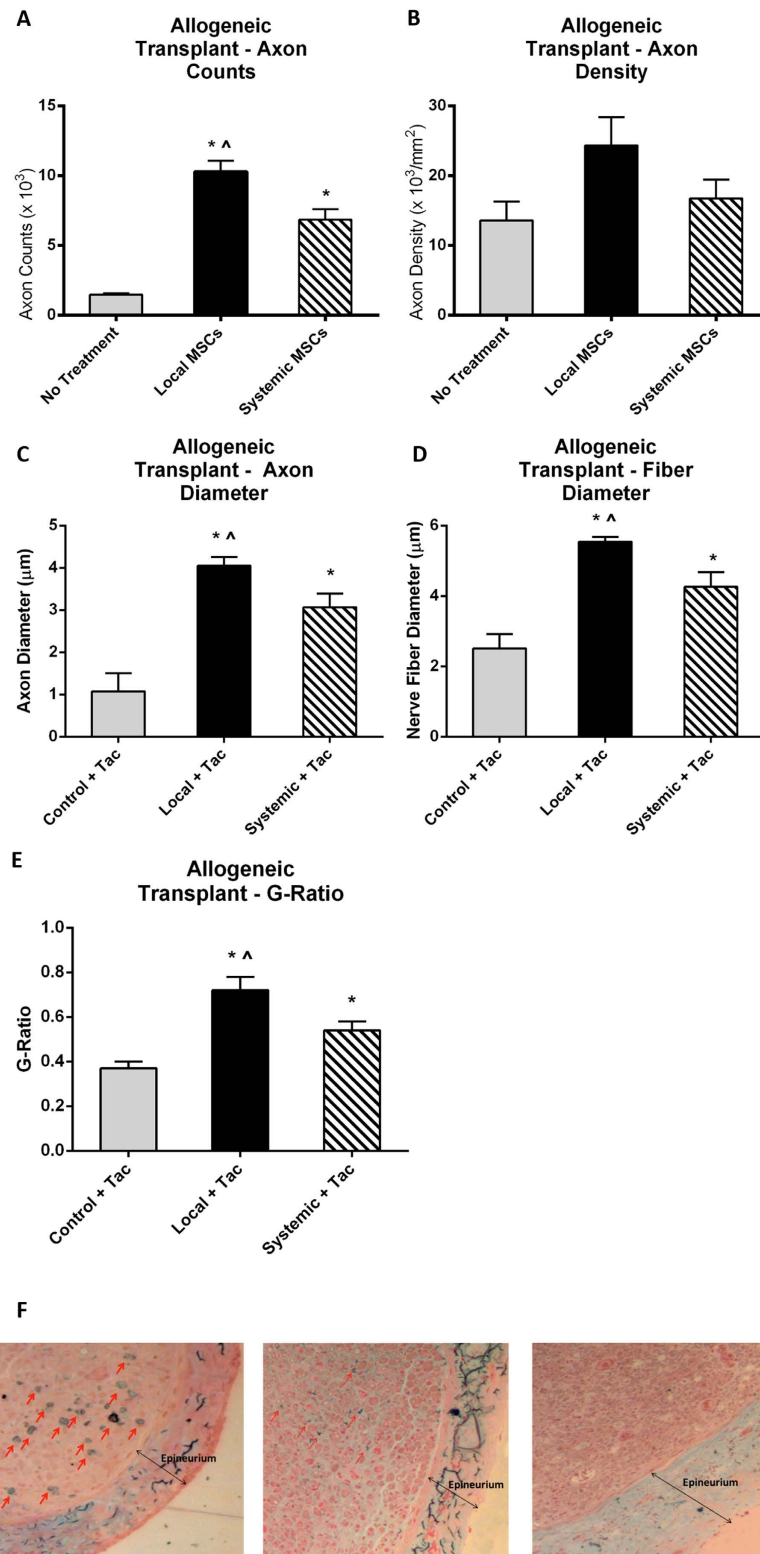 A
Allogeneic
Transplant - Axon
Counts
Axon Counts (x 10³)
15
10
5
0
* ^
*
No Treatment
Local MSCs
Systemic MSCs
B
Allogeneic
Transplant - Axon
Density
Axon Density (x 10³/mm²)
30
20
10
0
No Treatment
Local MSCs
Systemic MSCs
C
Allogeneic
Transplant -  Axon
Diameter
Axon Diameter (μm)
5
4
3
2
1
0
* ^
*
Control + Tac
Local + Tac
Systemic + Tac
D
Allogeneic
Transplant - Fiber
Diameter
Nerve Fiber Diameter (μm)
6
4
2
0
* ^
*
Control + Tac
Local + Tac
Systemic + Tac
E
Allogeneic
Transplant - G-Ratio
G-Ratio
1.0
0.8
0.6
0.4
0.2
0.0
* ^
*
Control + Tac
Local + Tac
Systemic + Tac
F
Epineurium
Epineurium
Epineurium